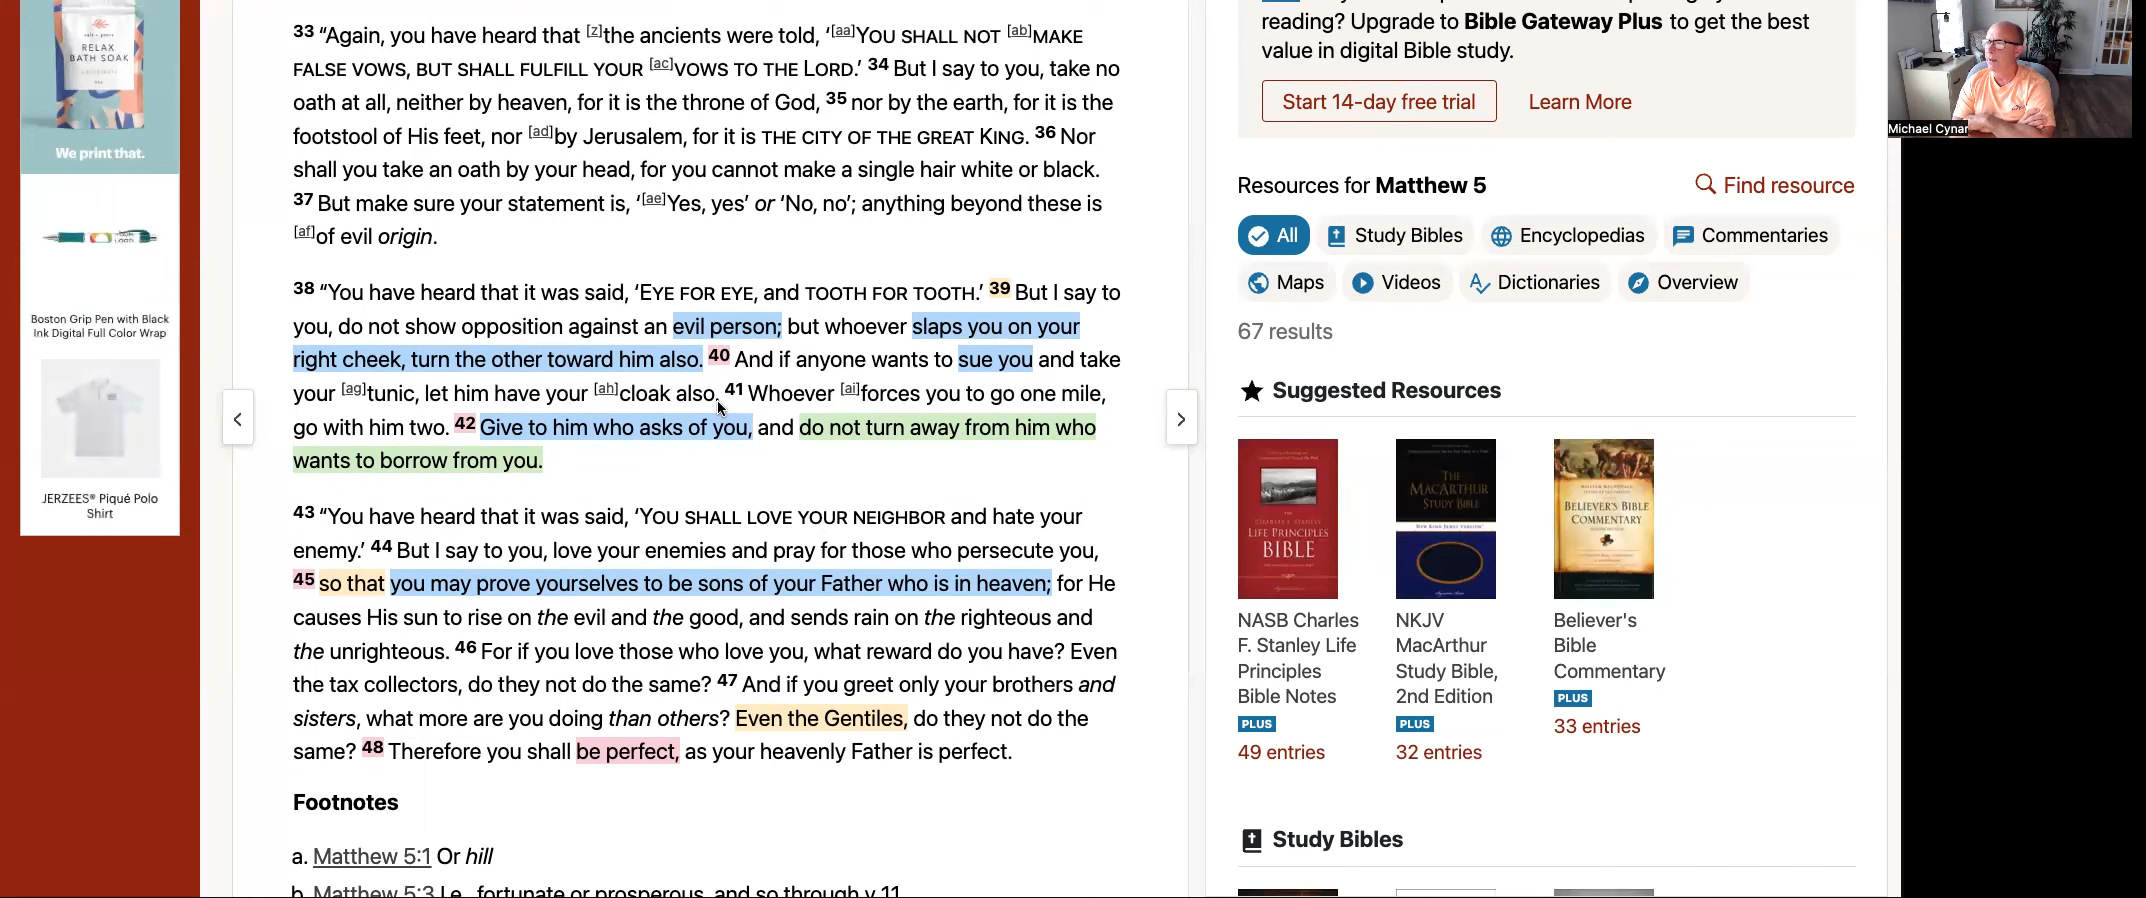 RELAX
BATH SOAK
We print that.
Boston Grip Pen with Black
Ink Digital Full Color Wrap
JERZEES® Piqué Polo
Shirt
33 “Again, you have heard that [z]the ancients were told, ‘[aa]YOU SHALL NOT [ab]MAKE
FALSE VOWS, BUT SHALL FULFILL YOUR [ac]VOWS TO THE LORD.’ 34 But I say to you, take no
oath at all, neither by heaven, for it is the throne of God, 35 nor by the earth, for it is the
footstool of His feet, nor [ad]by Jerusalem, for it is THE CITY OF THE GREAT KING. 36 Nor
shall you take an oath by your head, for you cannot make a single hair white or black.
37 But make sure your statement is, ‘[ae]Yes, yes’ or ‘No, no’; anything beyond these is
[af]of evil origin.
38 “You have heard that it was said, ‘EYE FOR EYE, and TOOTH FOR TOOTH.’ 39 But I say to
you, do not show opposition against an evil person; but whoever slaps you on your
right cheek, turn the other toward him also. 40 And if anyone wants to sue you and take
your [ag]tunic, let him have your [ah]cloak also. 41 Whoever [ai]forces you to go one mile,
go with him two. 42 Give to him who asks of you, and do not turn away from him who
wants to borrow from you.
43 “You have heard that it was said, ‘YOU SHALL LOVE YOUR NEIGHBOR and hate your
enemy.’ 44 But I say to you, love your enemies and pray for those who persecute you,
45 so that you may prove yourselves to be sons of your Father who is in heaven; for He
causes His sun to rise on the evil and the good, and sends rain on the righteous and
the unrighteous. 46 For if you love those who love you, what reward do you have? Even
the tax collectors, do they not do the same? 47 And if you greet only your brothers and
sisters, what more are you doing than others? Even the Gentiles, do they not do the
same? 48 Therefore you shall be perfect, as your heavenly Father is perfect.
Footnotes
a. Matthew 5:1 Or hill
b. Matthew 5:3 I.e., fortunate or prosperous, and so through v 11
reading? Upgrade to Bible Gateway Plus to get the best
value in digital Bible study.
Start 14-day free trial Learn More
Resources for Matthew 5 Find resource
All Study Bibles Encyclopedias Commentaries
Maps Videos Dictionaries Overview
67 results
Suggested Resources
LIFE PRINCIPLES
BIBLE
THE
MACARTHUR
STUDY BIBLE
BELIEVER'S BIBLE
COMMENTARY
NASB Charles
F. Stanley Life
Principles
Bible Notes
PLUS
49 entries
NKJV
MacArthur
Study Bible,
2nd Edition
PLUS
32 entries
Believer's
Bible
Commentary
PLUS
33 entries
Study Bibles
Michael Cynar